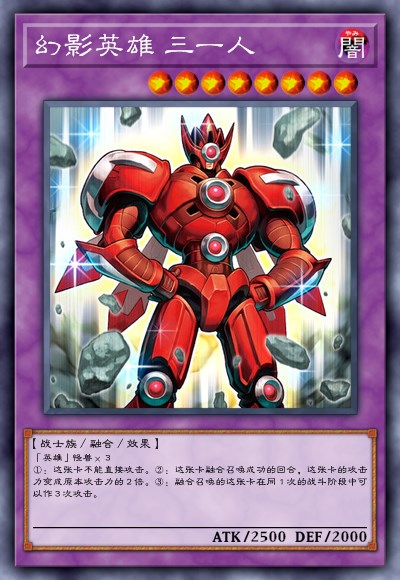 幻影英雄 三一人
やみ
闇
【战士族／融合／效果】
「英雄」怪兽×3
①：这张卡不能直接攻击。②：这张卡融合召唤成功的回合，这张卡的攻击
力变成原本攻击力的2倍。③：融合召唤的这张卡在同1次的战斗阶段中可
以作3次攻击。
ATK/2500 DEF/2000